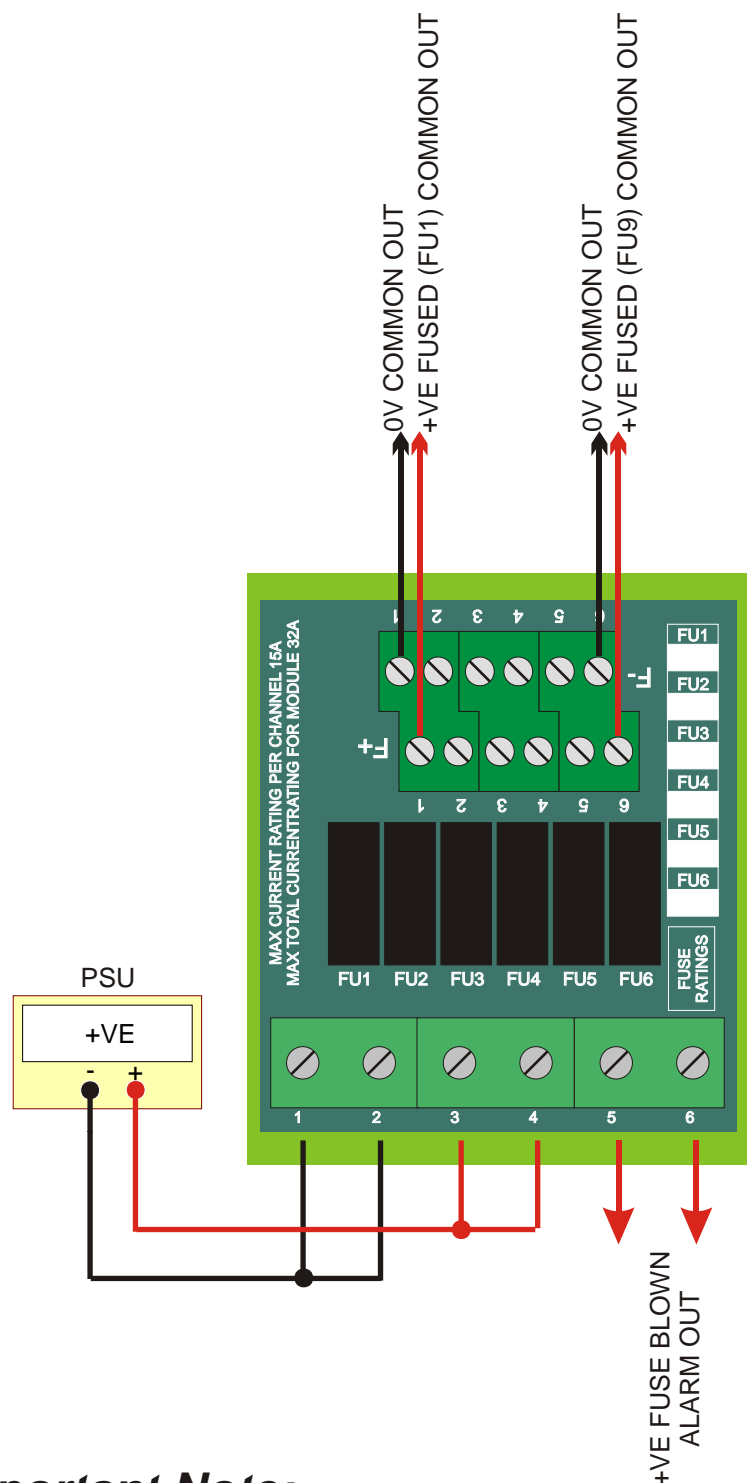 0V COMMON OUT
+VE FUSED (FU1) COMMON OUT
0V COMMON OUT
+VE FUSED (FU9) COMMON OUT
MAX CURRENT RATING PER CHANNEL 15A
MAX TOTAL CURRENTRATING FOR MODULE 32A
1 2 3 4 5 6
F-
F+
1 2 3 4 5 6
FU1
FU2
FU3
FU4
FU5
FU6
FUSE
RATINGS
FU1 FU2 FU3 FU4 FU5 FU6
PSU
+VE
- +
1 2 3 4 5 6
+VE FUSE BLOWN
ALARM OUT